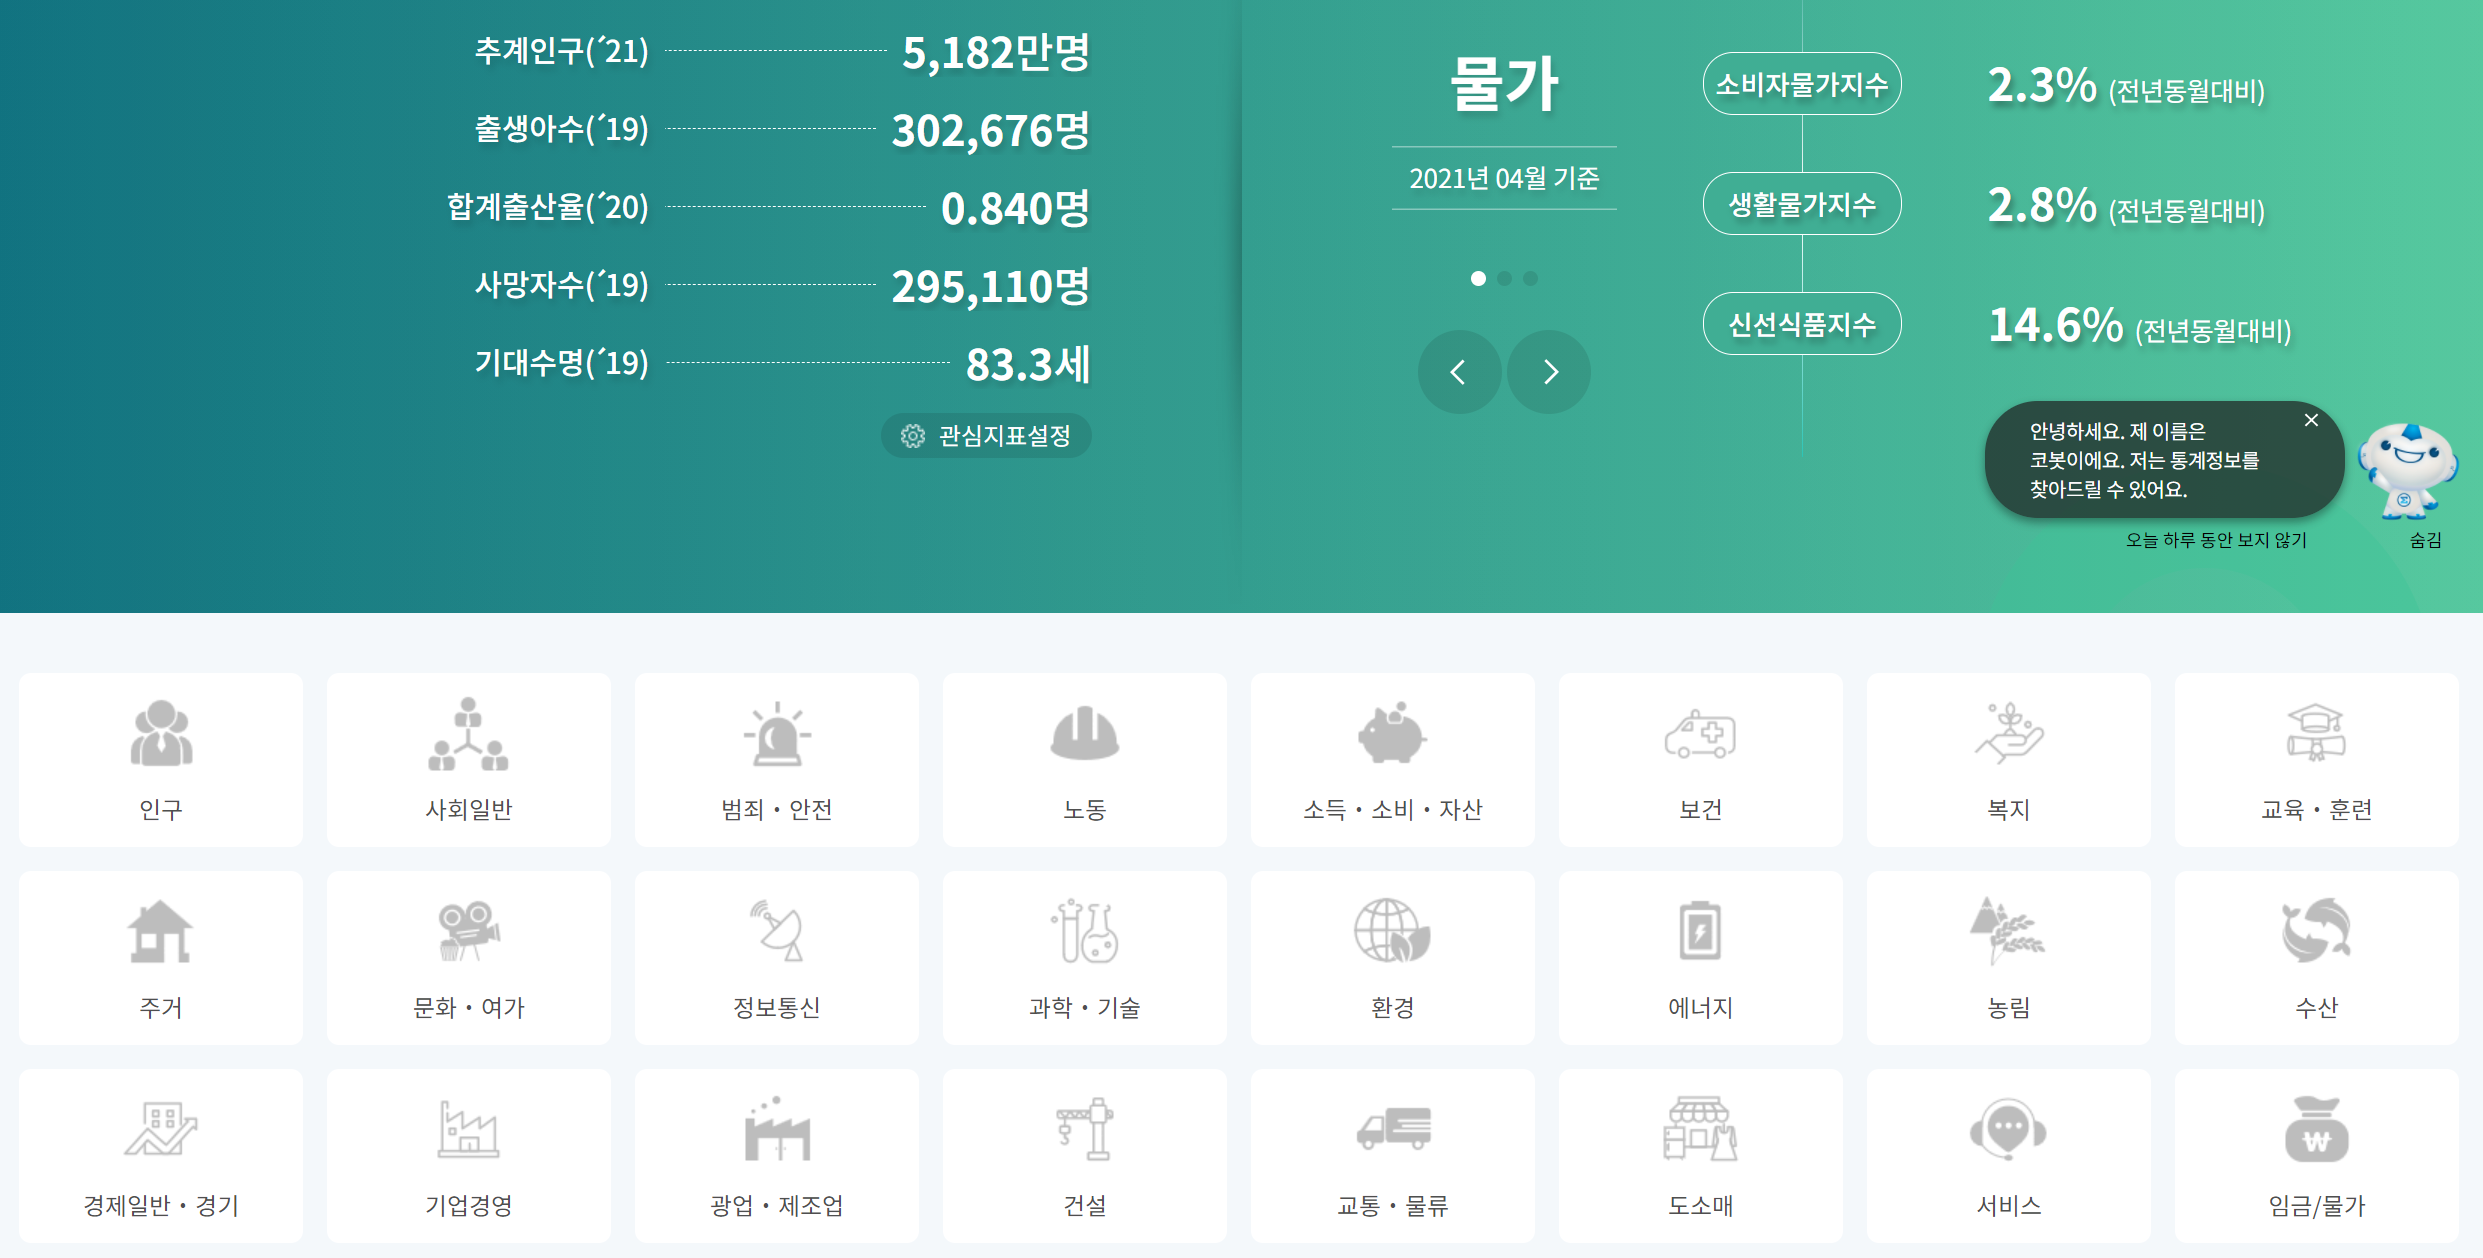 추계인구(´21) 5,182만명
출생아수(´19) 302,676명
합계출산율(´20) 0.840명
사망자수(´19) 295,110명
기대수명(´19) 83.3세
관심지표설정
물가
2021년 04월 기준
소비자물가지수 2.3% (전년동월대비)
생활물가지수 2.8% (전년동월대비)
신선식품지수 14.6% (전년동월대비)
안녕하세요. 제 이름은
코봇이에요. 저는 통계정보를
찾아드릴 수 있어요.
오늘 하루 동안 보지 않기 숨김
인구 사회일반 범죄・안전 노동 소득・소비・자산 보건 복지 교육・훈련
주거 문화・여가 정보통신 과학・기술 환경 에너지 농림 수산
₩
경제일반・경기 기업경영 광업・제조업 건설 교통・물류 도소매 서비스 임금/물가